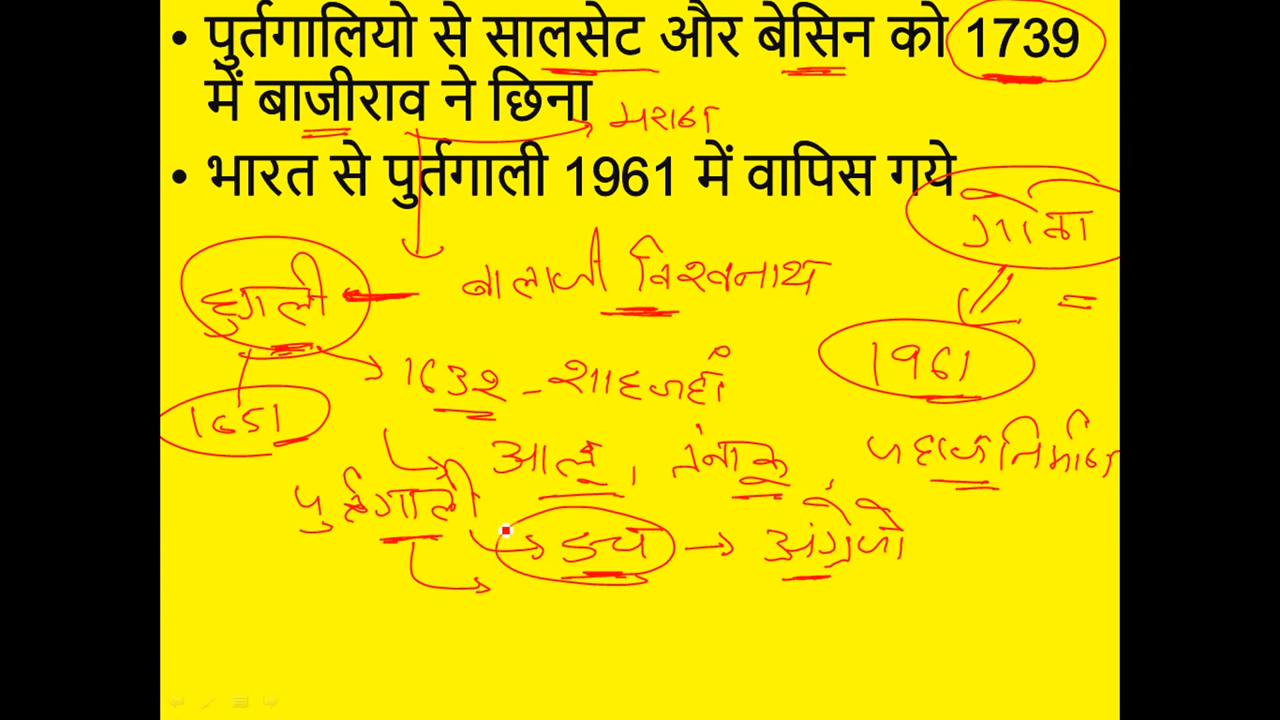 • पुर्तगालियो से सालसेट और बेसिन को 1739
में बाजीराव ने छिना
मराठा
• भारत से पुर्तगाली 1961 में वापिस गये
गोवा
हुगली बालाजी विश्वनाथ
1961
1632 - शाहजहाँ
1651
आलू, तंबाकू, जहाज निर्माण
पुर्तगाली
डच → अंग्रेजों